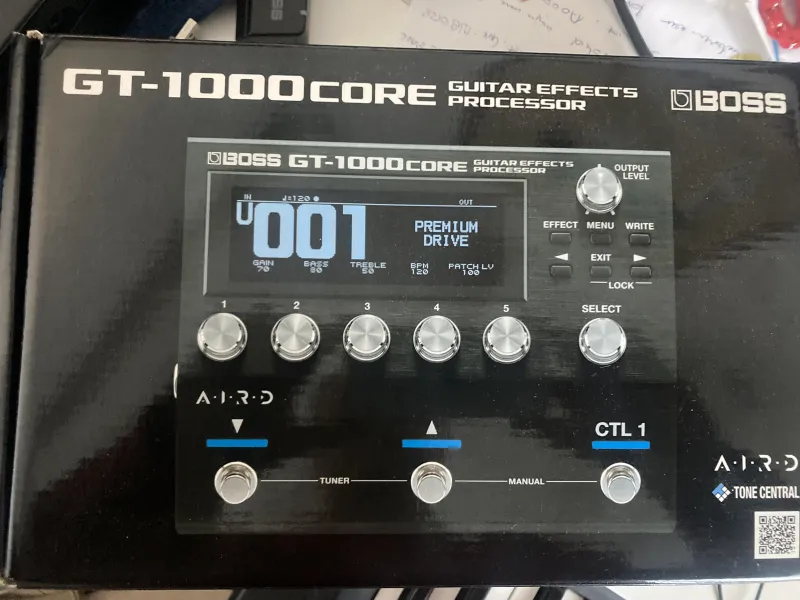 BOSS
GT-1000CORE GUITAR EFFECTS PROCESSOR
BOSS
BOSS GT-1000CORE GUITAR EFFECTS PROCESSOR
OUTPUT LEVEL
IN ♩=120 OUT
U001 PREMIUM DRIVE
GAIN BASS TREBLE BPM PATCH LV
70 80 50 120 100
EFFECT MENU WRITE
EXIT
LOCK
1 2 3 4 5 SELECT
A·I·R·D
CTL 1
TUNER MANUAL
A·I·R·D
TONE CENTRAL